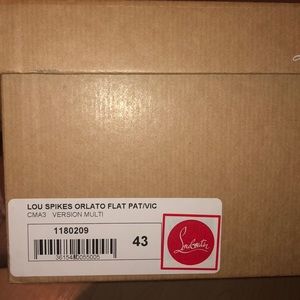 LOU SPIKES ORLATO FLAT PAT/VIC
CMA3 VERSION MULTI
1180209
43
Louboutin